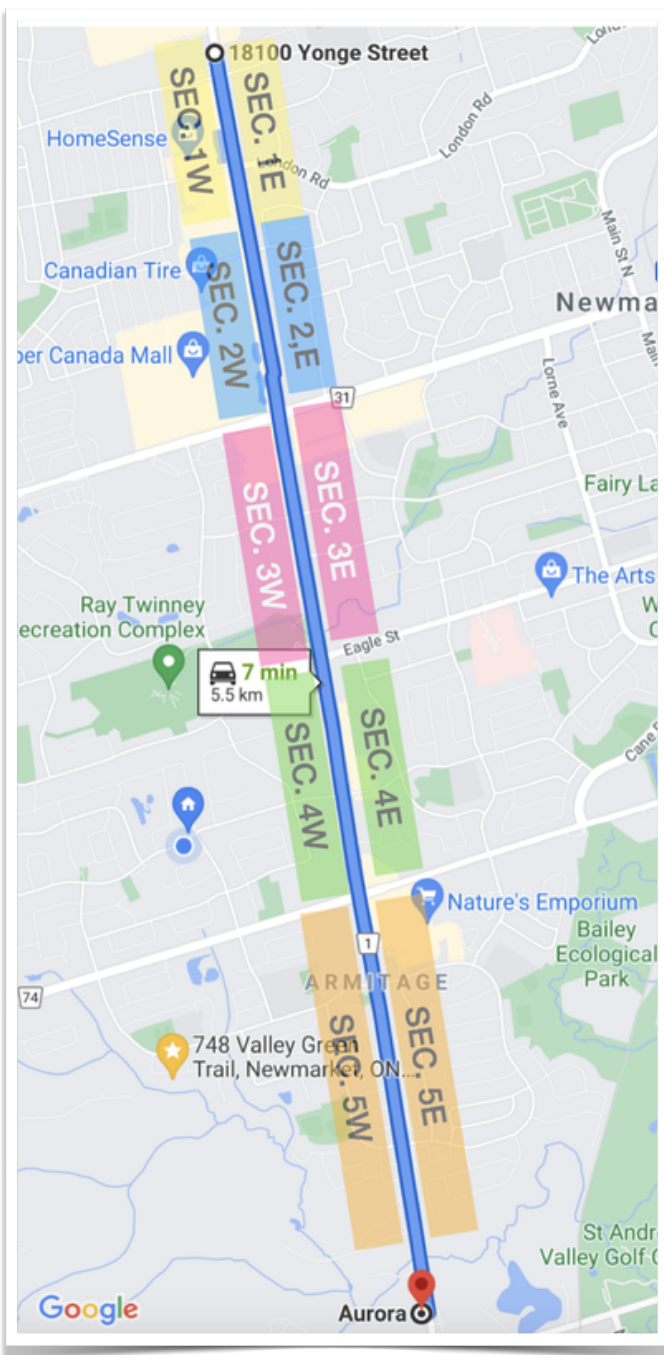 18100 Yonge Street
SEC. 1W
SEC. 1E
HomeSense
London Rd
London Rd
Main St N
Canadian Tire
SEC. 2W
SEC. 2,E
Newma
per Canada Mall
31
Main
Lorne Ave
SEC. 3W
SEC. 3E
Fairy La
The Arts
Ray Twinney
ecreation Complex
Eagle St
7 min
5.5 km
SEC. 4W
SEC. 4E
Nature's Emporium
Bailey
Ecological
Park
1
ARMITAGE
74
748 Valley Green
Trail, Newmarket, ON...
SEC. 5W
SEC. 5E
St Andr
Valley Golf C
Google
Aurora